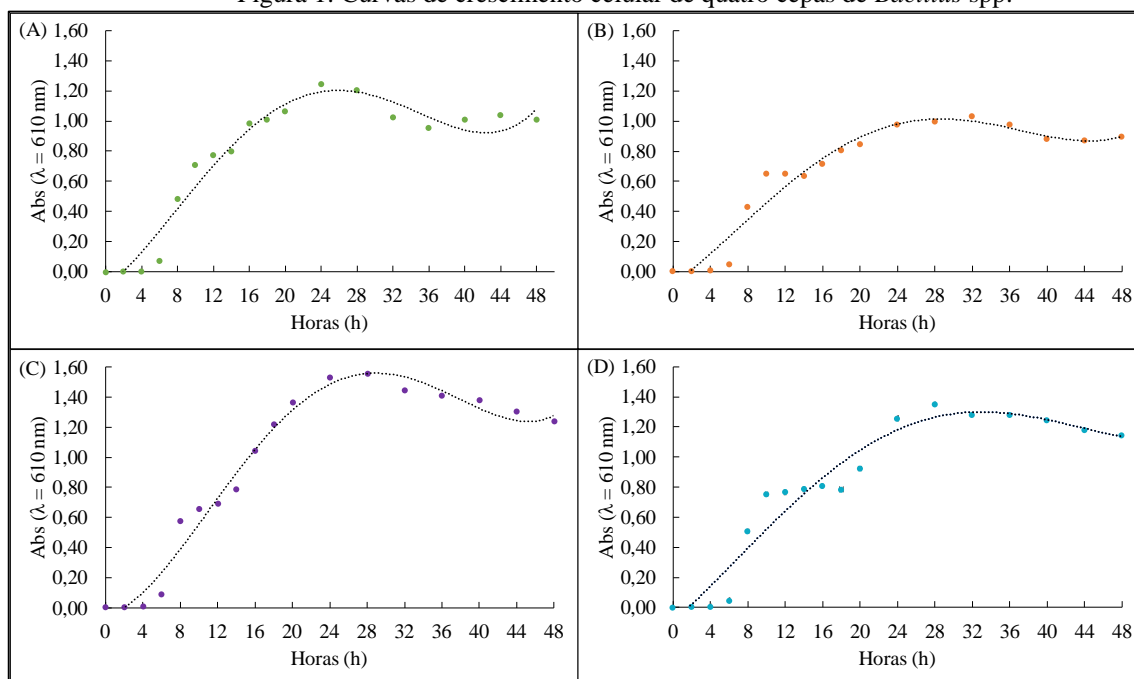 Figura 1. Curvas de crescimento celular de quatro cepas de Bacillus spp.
(A)
1,60
1,40
1,20
1,00
0,80
0,60
0,40
0,20
0,00
Abs (λ = 610 nm)
0 4 8 12 16 20 24 28 32 36 40 44 48
Horas (h)
(B)
1,60
1,40
1,20
1,00
0,80
0,60
0,40
0,20
0,00
Abs (λ = 610 nm)
0 4 8 12 16 20 24 28 32 36 40 44 48
Horas (h)
(C)
1,60
1,40
1,20
1,00
0,80
0,60
0,40
0,20
0,00
Abs (λ = 610 nm)
0 4 8 12 16 20 24 28 32 36 40 44 48
Horas (h)
(D)
1,60
1,40
1,20
1,00
0,80
0,60
0,40
0,20
0,00
Abs (λ = 610 nm)
0 4 8 12 16 20 24 28 32 36 40 44 48
Horas (h)